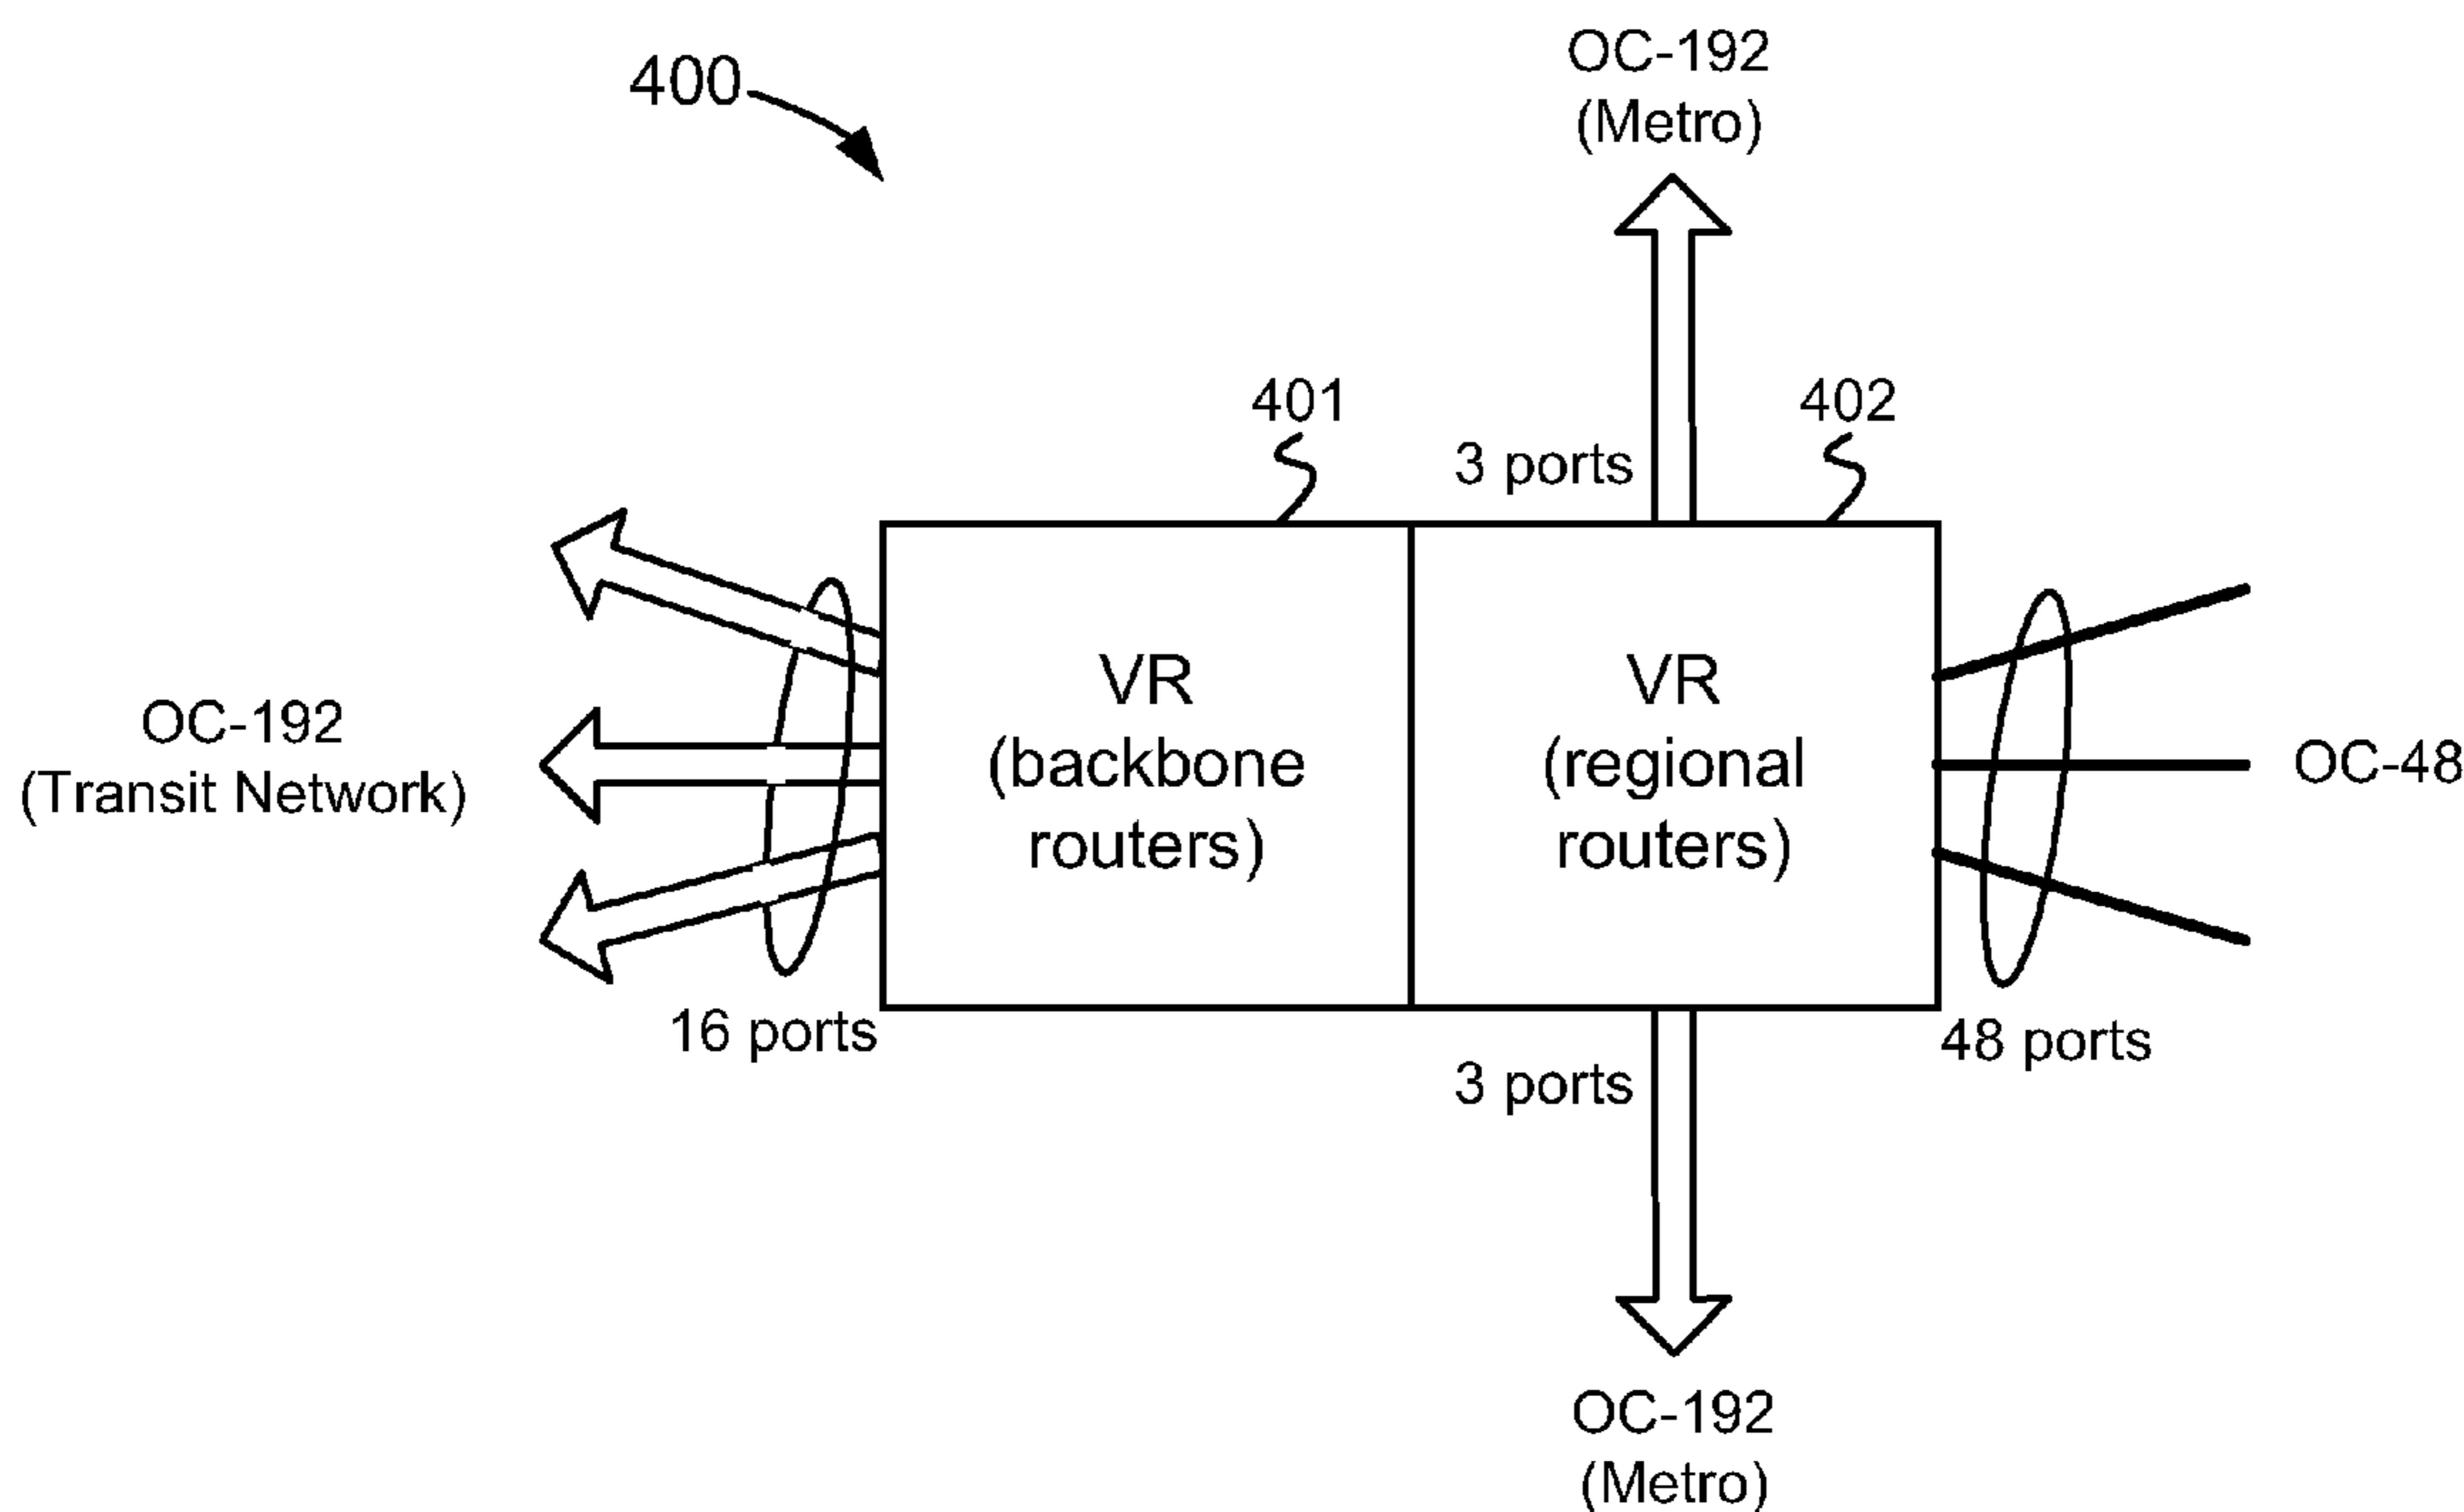 400
OC-192
(Metro)
401
402
3 ports
OC-192
(Transit Network)
VR
(backbone
routers)
VR
(regional
routers)
OC-48
16 ports
48 ports
3 ports
OC-192
(Metro)